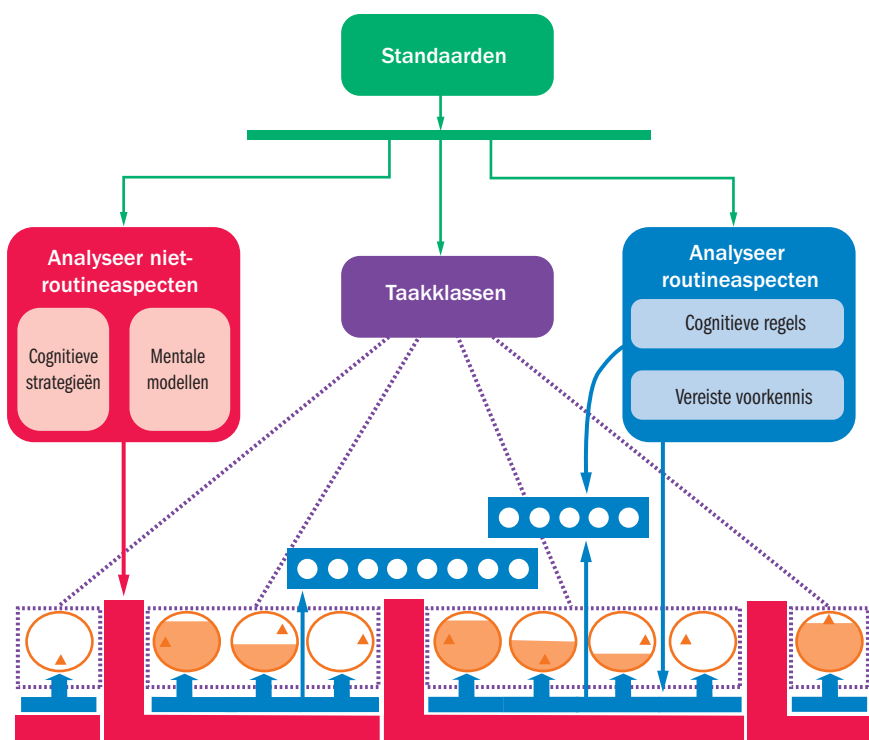 Standaarden
Analyseer niet-
routineaspecten
Cognitieve
strategieën
Mentale
modellen
Taakklassen
Analyseer
routineaspecten
Cognitieve regels
Vereiste voorkennis